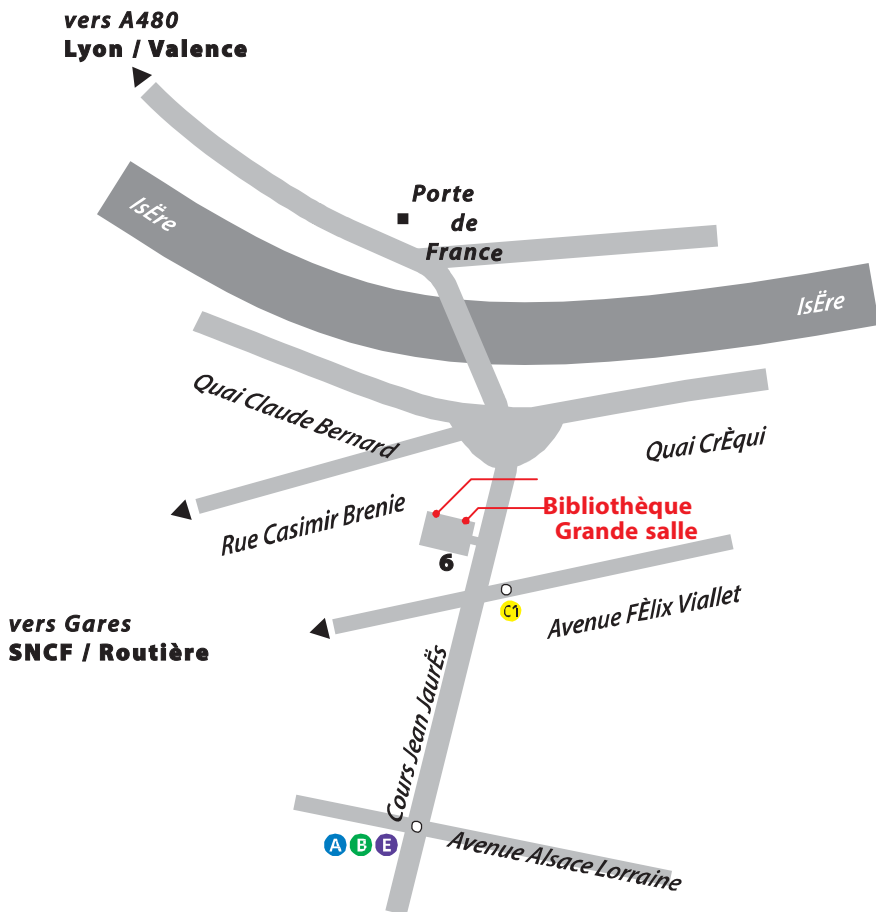 vers A480
Lyon / Valence
Porte
de
France
IsËre
IsËre
Quai Claude Bernard
Quai CrÈqui
Rue Casimir Brenie
Bibliothèque
Grande salle
6
C1
Avenue FÈlix Viallet
vers Gares
SNCF / Routière
Cours Jean JaurËs
A B E
Avenue Alsace Lorraine